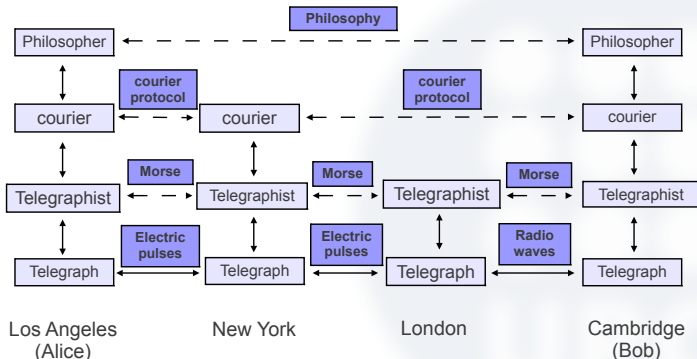 Philosophy
Philosopher
Philosopher
courier
protocol
courier
protocol
courier
courier
courier
Morse
Morse
Morse
Telegraphist
Telegraphist
Telegraphist
Telegraphist
Electric
pulses
Electric
pulses
Radio
waves
Telegraph
Telegraph
Telegraph
Telegraph
Los Angeles
(Alice)
New York
London
Cambridge
(Bob)